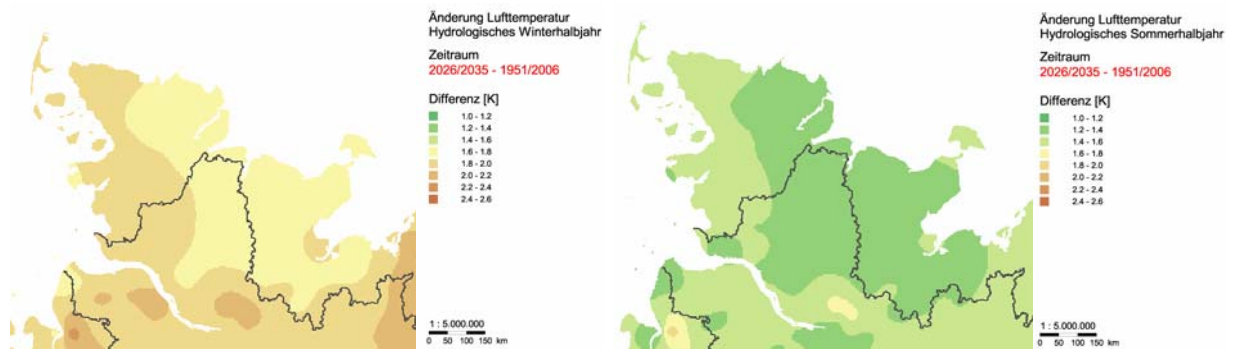 Änderung Lufttemperatur
Hydrologisches Winterhalbjahr
Zeitraum
2026/2035 - 1951/2006
Differenz [K]
1.0 - 1.2
1.2 - 1.4
1.4 - 1.6
1.6 - 1.8
1.8 - 2.0
2.0 - 2.2
2.2 - 2.4
2.4 - 2.6
1 : 5.000.000
0 50 100 150 km
Änderung Lufttemperatur
Hydrologisches Sommerhalbjahr
Zeitraum
2026/2035 - 1951/2006
Differenz [K]
1.0 - 1.2
1.2 - 1.4
1.4 - 1.6
1.6 - 1.8
1.8 - 2.0
2.0 - 2.2
2.2 - 2.4
2.4 - 2.6
1 : 5.000.000
0 50 100 150 km